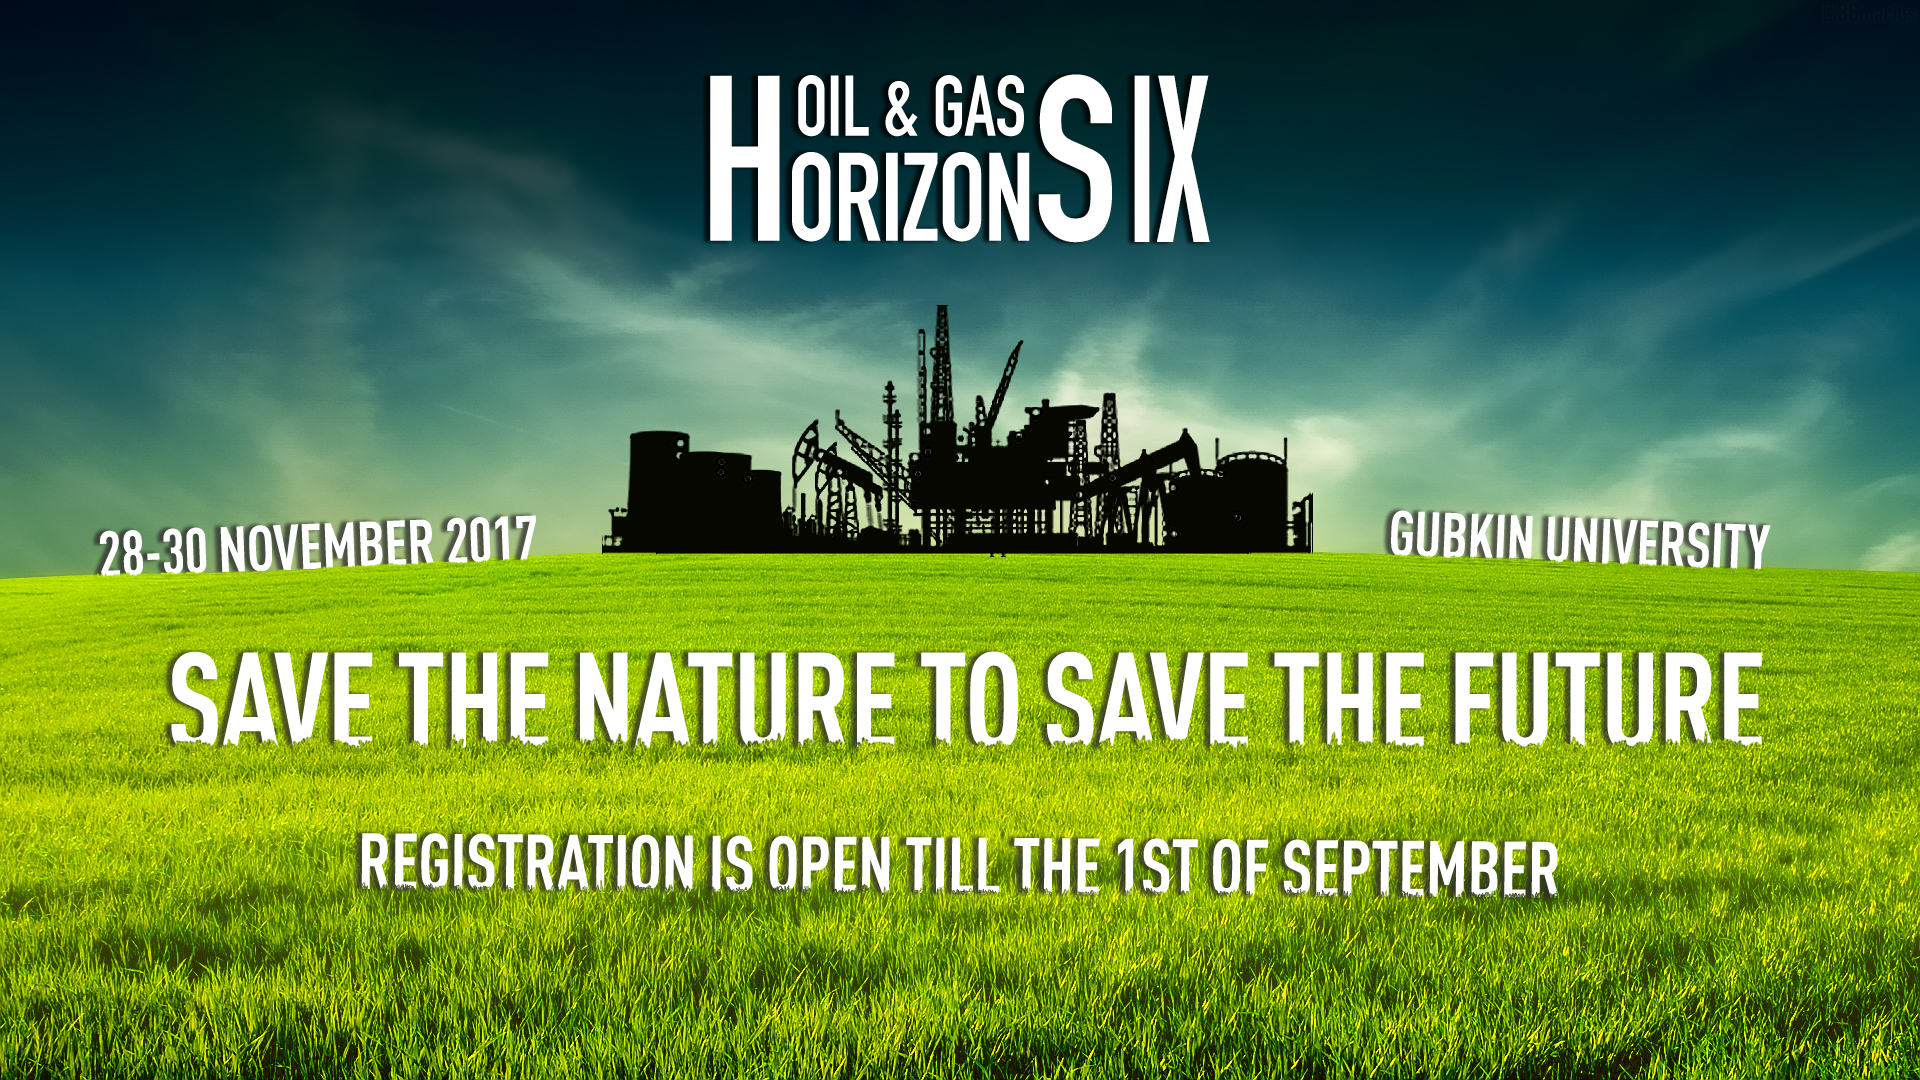 OIL & GAS
HORIZONS IX
28-30 NOVEMBER 2017
GUBKIN UNIVERSITY
SAVE THE NATURE TO SAVE THE FUTURE
REGISTRATION IS OPEN TILL THE 1ST OF SEPTEMBER